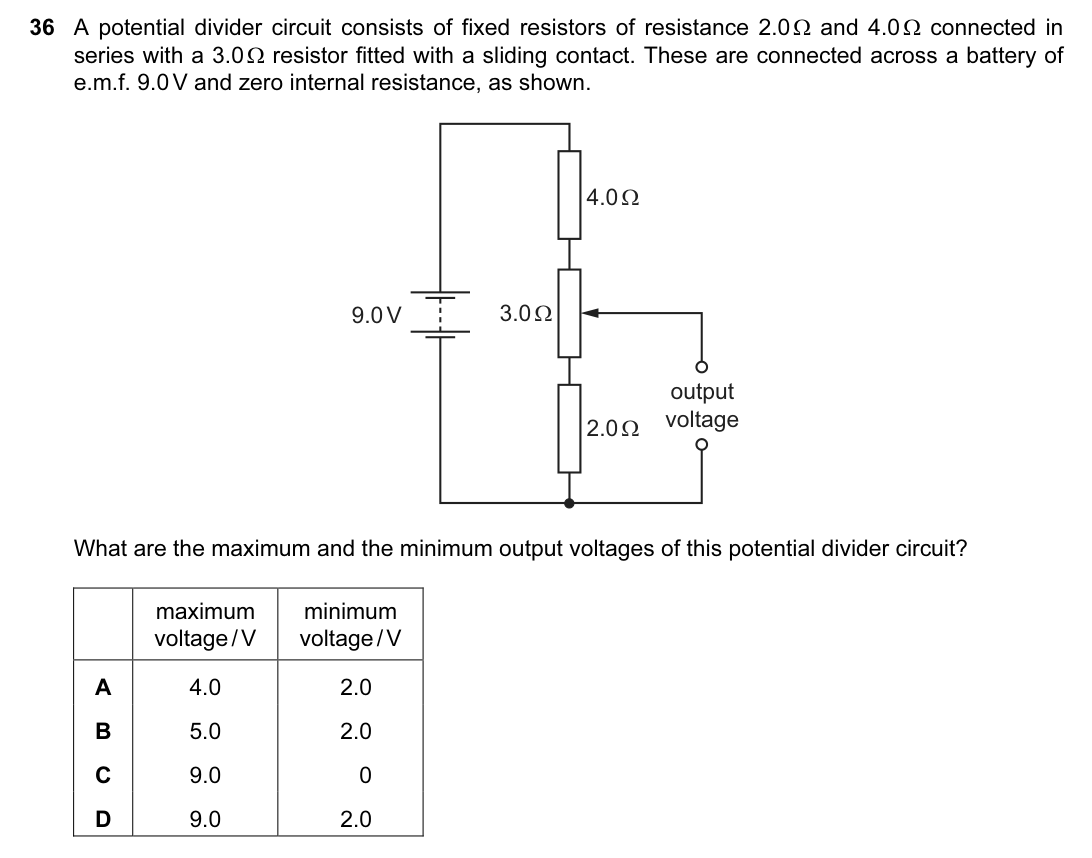 36 A potential divider circuit consists of fixed resistors of resistance 2.0Ω and 4.0Ω connected in
series with a 3.0Ω resistor fitted with a sliding contact. These are connected across a battery of
e.m.f. 9.0V and zero internal resistance, as shown.
4.0Ω
9.0V
3.0Ω
output
voltage
2.0Ω
What are the maximum and the minimum output voltages of this potential divider circuit?
maximum minimum
voltage/V voltage/V
A 4.0 2.0
B 5.0 2.0
C 9.0 0
D 9.0 2.0